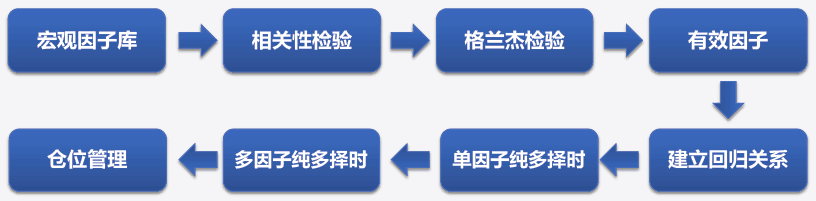 宏观因子库
相关性检验
格兰杰检验
有效因子
建立回归关系
单因子纯多择时
多因子纯多择时
仓位管理